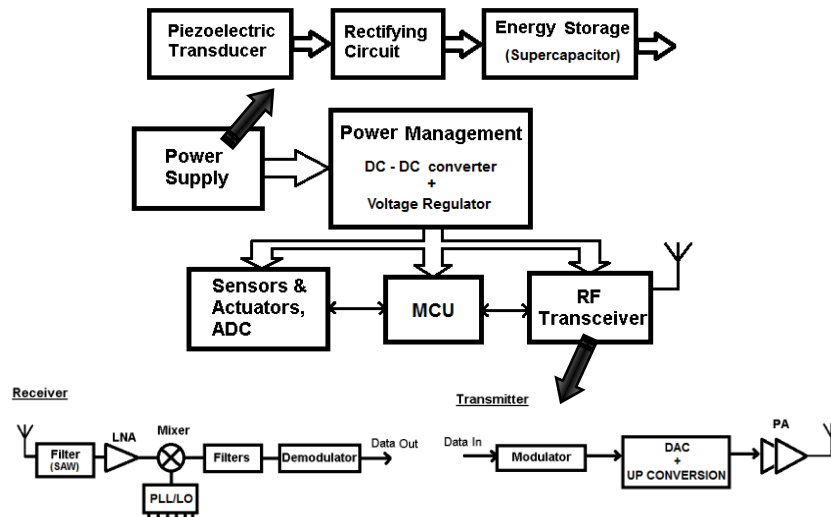 Piezoelectric
Transducer
Rectifying
Circuit
Energy Storage
(Supercapacitor)
Power
Supply
Power Management
DC - DC converter
+
Voltage Regulator
Sensors &
Actuators,
ADC
MCU
RF
Transceiver
Receiver
LNA
Mixer
Filter
(SAW)
Filters
Demodulator
Data Out
PLL/LO
Transmitter
Data In
Modulator
DAC
+
UP CONVERSION
PA